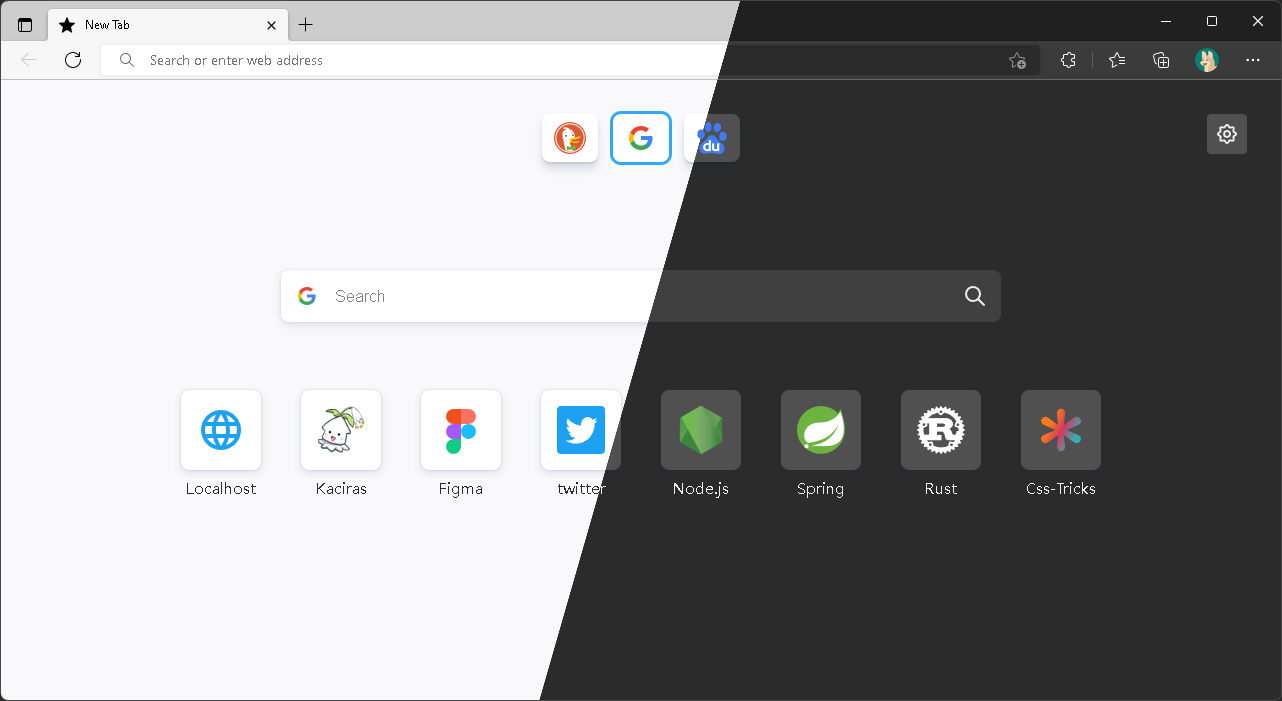 New Tab
Search or enter web address
du
Search
Localhost
Kaciras
Figma
twitter
Node.js
Spring
Rust
Css-Tricks